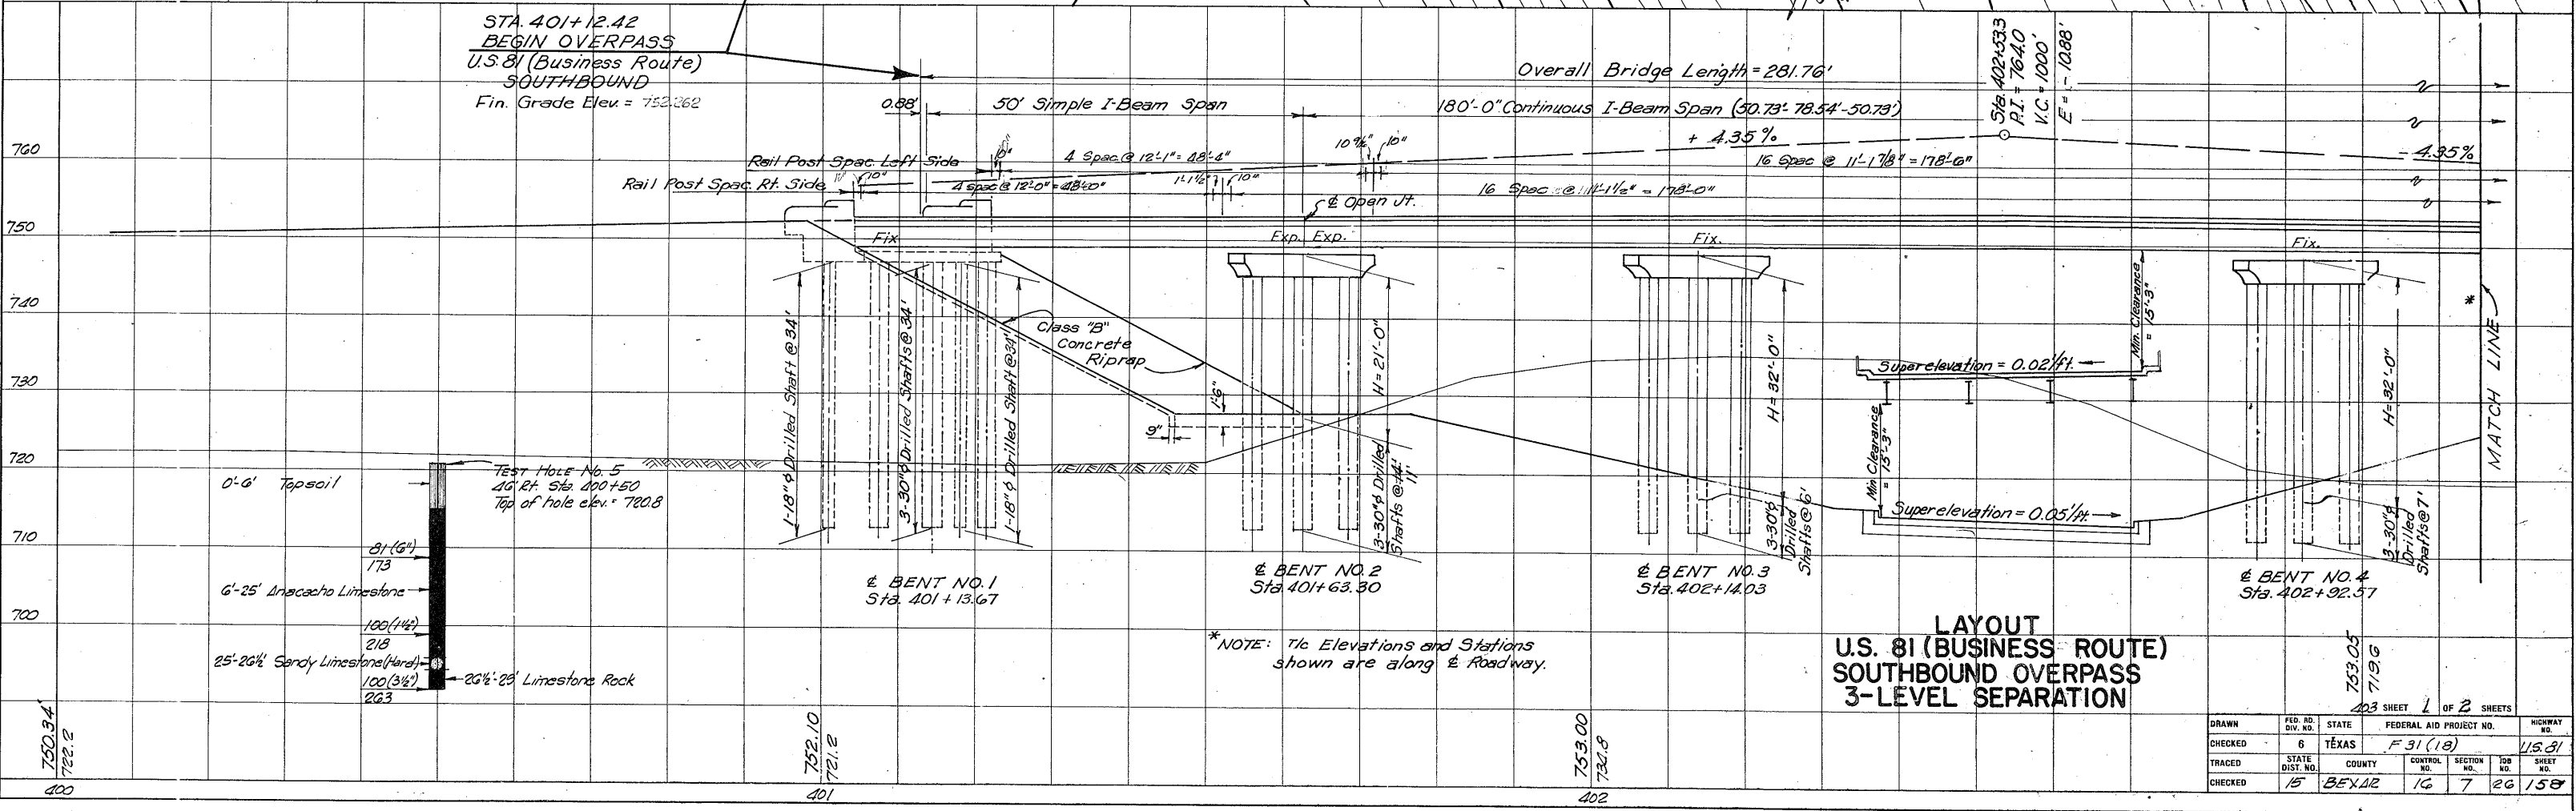 STA. 401+12.42
BEGIN OVERPASS
U.S. 81 (Business Route)
SOUTHBOUND
Fin. Grade Elev. = 752.262
Overall Bridge Length = 281.76'
0.88'
50' Simple I-Beam Span
180'-0" Continuous I-Beam Span (50.73'-78.54'-50.73')
Sta. 402+53.3
P.I. = 764.0
V.C. = 1000'
E = -10.88'
+ 4.35%
-4.35%
Rail Post Spac. Left Side
10"
4 Spac. @ 12'-1" = 48'-4"
10"
16 Spac @ 11'-1 7/8" = 178'-6"
Rail Post Spac. Rt. Side
10"
4 spac @ 12'-0" = 48'-0"
1'-1½"
10"
16 Spac. @ 11'-1½" = 178'-0"
₵ Open Jt.
760
750
740
730
720
710
700
Fix
Exp. Exp.
Fix.
Fix.
1-18"ϕ Drilled Shaft @ 34'
3-30"ϕ Drilled Shafts @ 34'
1-18"ϕ Drilled Shaft @ 34'
Class "B"
Concrete
Riprap
1'-6"
9"
H=21'-0"
3-30"ϕ Drilled
Shafts @ 14'
11'
H=32'-0"
3-30"ϕ
Drilled
Shafts @ 6'
Min. Clearance
= 15'-3"
Superelevation = 0.02'/ft.
Min. Clearance
= 15'-3"
Superelevation = 0.05'/ft.
H=32'-0"
3-30"ϕ
Drilled
Shafts @ 7'
*
MATCH LINE
0'-6' Topsoil
TEST HOLE NO. 5
46' Rt. Sta. 400+50
Top of hole elev. = 720.8
81 (6")
173
6'-25' Anacacho Limestone
100 (1½")
218
25'-26½' Sandy Limestone (Hard)
100 (3½")
263
26½'-29' Limestone Rock
₵ BENT NO. 1
Sta. 401+13.67
₵ BENT NO. 2
Sta. 401+63.30
₵ BENT NO. 3
Sta. 402+14.03
₵ BENT NO. 4
Sta. 402+92.57
*NOTE: T/c Elevations and Stations
shown are along ₵ Roadway.
LAYOUT
U.S. 81 (BUSINESS ROUTE)
SOUTHBOUND OVERPASS
3-LEVEL SEPARATION
750.34'
722.2
752.10
721.2
753.00
734.8
753.05
719.6
400
401
402
403
SHEET 1 OF 2 SHEETS
DRAWN FED. RD. DIV. NO. STATE FEDERAL AID PROJECT NO. HIGHWAY NO.
CHECKED 6 TEXAS F 31 (18) U.S. 81
TRACED STATE DIST. NO. COUNTY CONTROL NO. SECTION NO. JOB NO. SHEET NO.
CHECKED 15 BEXAR 16 7 26 158